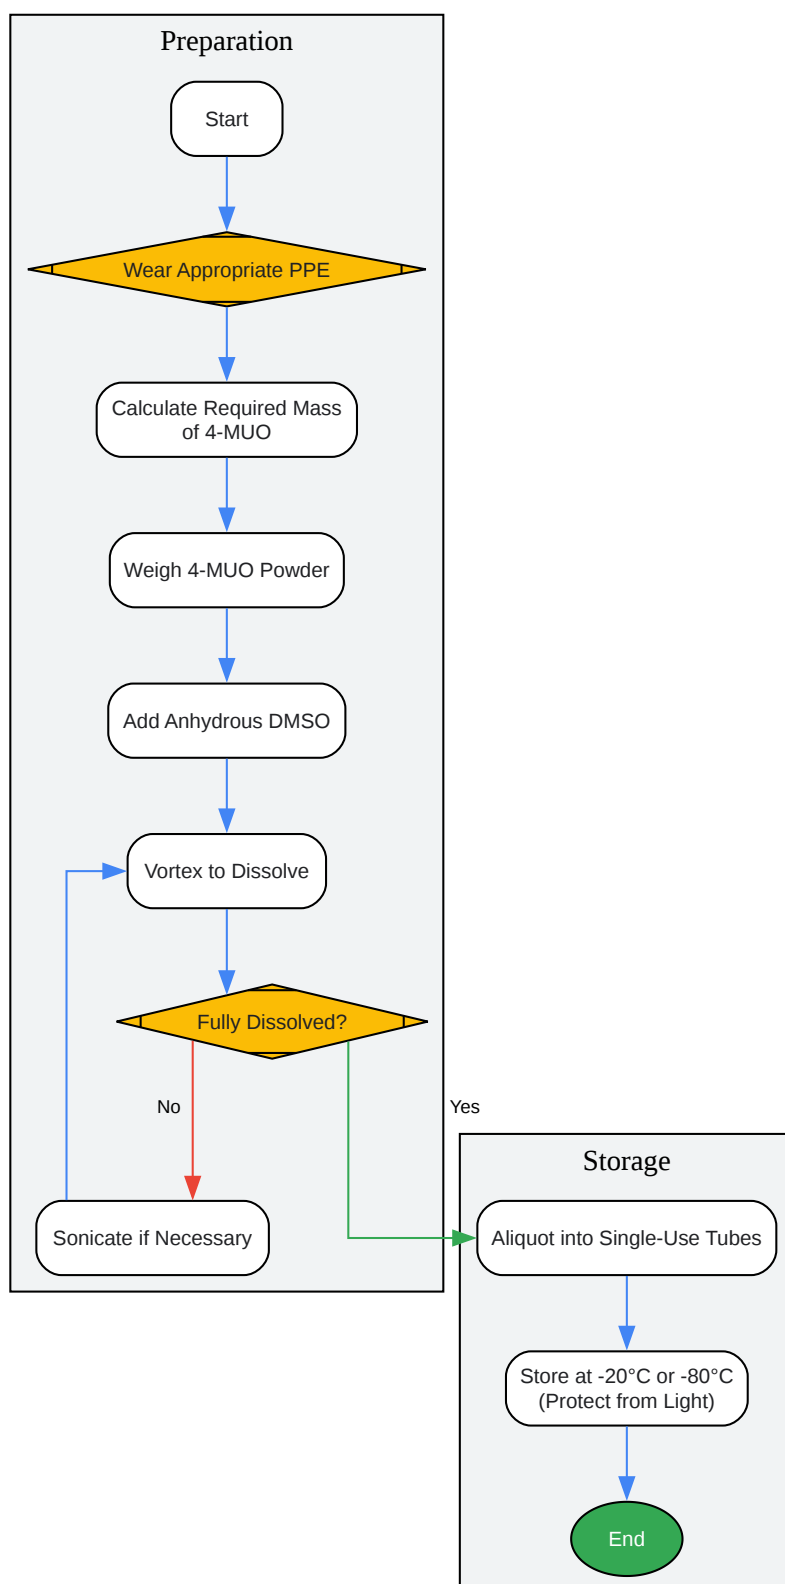 Preparation
Start
Wear Appropriate PPE
Calculate Required Mass
of 4-MUO
Weigh 4-MUO Powder
Add Anhydrous DMSO
Vortex to Dissolve
Fully Dissolved?
No
Yes
Sonicate if Necessary
Storage
Aliquot into Single-Use Tubes
Store at -20°C or -80°C
(Protect from Light)
End